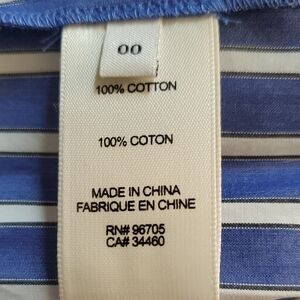 00
100% COTTON
100% COTON
MADE IN CHINA
FABRIQUE EN CHINE
RN# 96705
CA# 34460